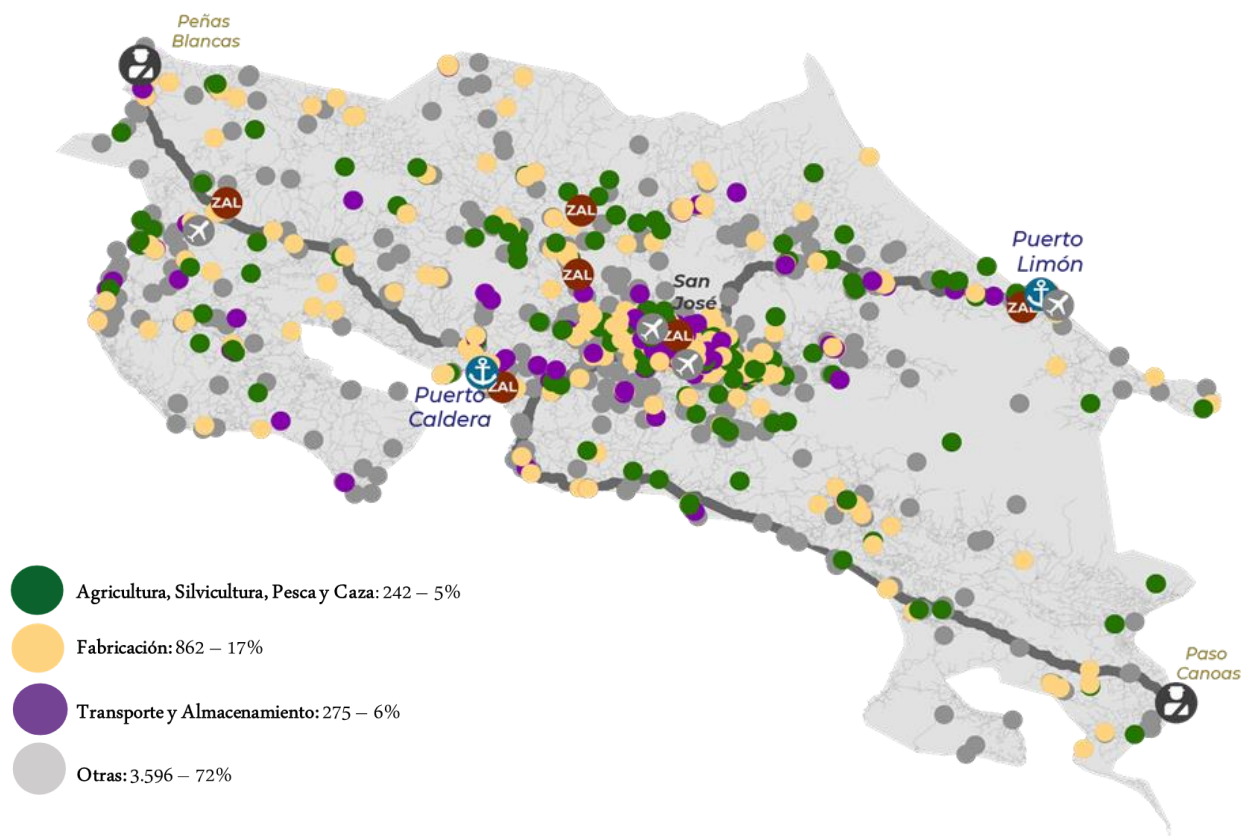 Peñas
Blancas
ZAL
ZAL
ZAL
San
José
ZAL
Puerto
Limón
ZAL
Puerto
Caldera
ZAL
Agricultura, Silvicultura, Pesca y Caza: 242 – 5%
Fabricación: 862 – 17%
Transporte y Almacenamiento: 275 – 6%
Otras: 3.596 – 72%
Paso
Canoas